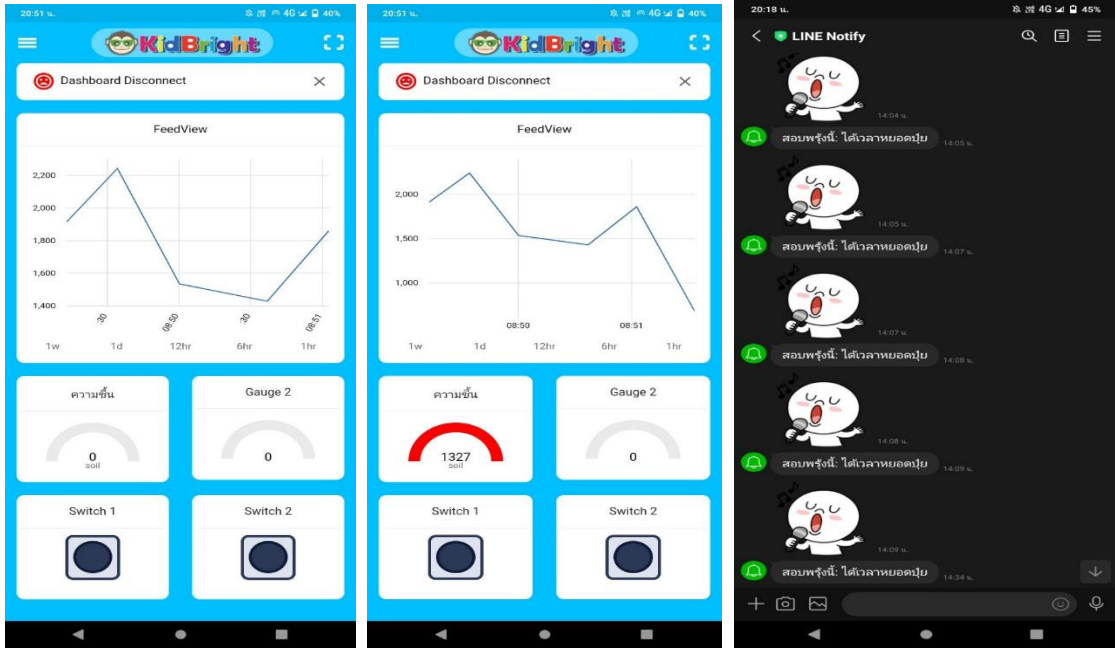 20:51 น.
4G
40%
KidBright
Dashboard Disconnect
FeedView
2,200
2,000
1,800
1,600
1,400
:30
08:50
:30
08:51
1w 1d 12hr 6hr 1hr
ความชื้น
0
soil
Gauge 2
0
Switch 1
Switch 2
20:51 น.
4G
40%
KidBright
Dashboard Disconnect
FeedView
2,000
1,500
1,000
08:50 08:51
1w 1d 12hr 6hr 1hr
ความชื้น
1327
soil
Gauge 2
0
Switch 1
Switch 2
20:18 น.
4G
45%
LINE Notify
14:04 น.
สอบพรุ้งนี้: ได้เวลาหยอดปุ๋ย
14:05 น.
14:05 น.
สอบพรุ้งนี้: ได้เวลาหยอดปุ๋ย
14:07 น.
14:07 น.
สอบพรุ้งนี้: ได้เวลาหยอดปุ๋ย
14:08 น.
14:08 น.
สอบพรุ้งนี้: ได้เวลาหยอดปุ๋ย
14:09 น.
14:09 น.
สอบพรุ้งนี้: ได้เวลาหยอดปุ๋ย
14:34 น.